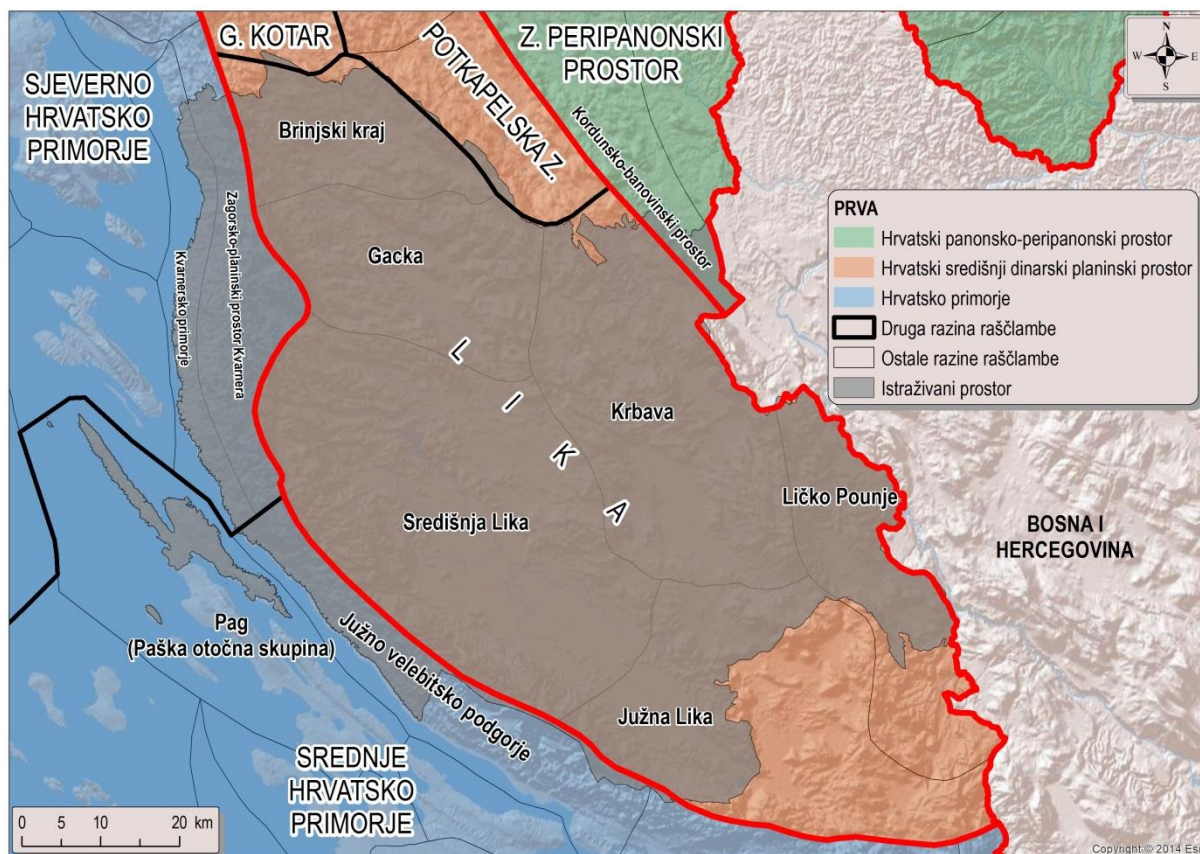 G. KOTAR
POTKAPELSKA Z.
Z. PERIPANONSKI
PROSTOR
N
W
E
S
SJEVERNO
HRVATSKO
PRIMORJE
Brinjski kraj
Kordunsko-banovinski prostor
Zagorsko-planinski prostor Kvarnera
Kvarnersko primorje
Gacka
PRVA
Hrvatski panonsko-peripanonski prostor
Hrvatski središnji dinarski planinski prostor
Hrvatsko primorje
Druga razina raščlambe
Ostale razine raščlambe
Istraživani prostor
LIKA
Krbava
Ličko Pounje
Središnja Lika
BOSNA I
HERCEGOVINA
Pag
(Paška otočna skupina)
Južno velebitsko podgorje
Južna Lika
SREDNJE
HRVATSKO
PRIMORJE
0 5 10 20 km
Copyright:© 2014 Es